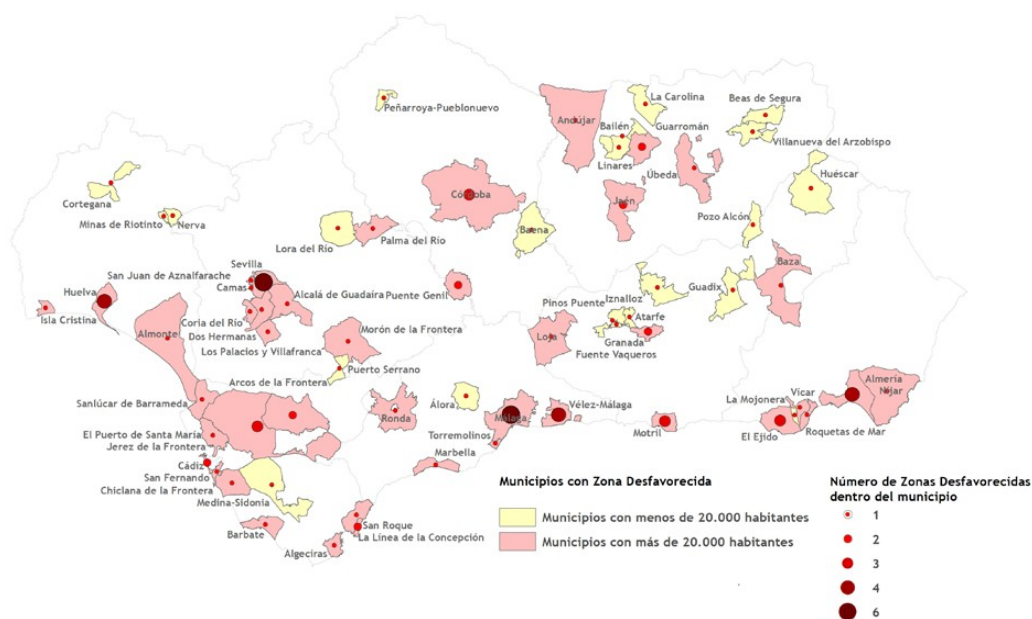 La Carolina
Beas de Segura
Peñarroya-Pueblonuevo
Andújar
Bailén
Guarromán
Villanueva del Arzobispo
Linares
Úbeda
Huéscar
Cortegana
Córdoba
Jaén
Minas de Riotinto
Nerva
Palma del Río
Pozo Alcón
Lora del Río
Baena
Sevilla
Baza
San Juan de Aznalfarache
Camas
Alcalá de Guadaíra
Puente Genil
Guadix
Huelva
Pinos Puente
Iznalloz
Isla Cristina
Coria del Río
Atarfe
Almonte
Dos Hermanas
Morón de la Frontera
Loja
Granada
Los Palacios y Villafranca
Fuente Vaqueros
Puerto Serrano
Arcos de la Frontera
Almería
Vícar
Níjar
Sanlúcar de Barrameda
Álora
La Mojonera
Ronda
Málaga
Vélez-Málaga
El Puerto de Santa María
Torremolinos
Motril
El Ejido
Roquetas de Mar
Jerez de la Frontera
Marbella
Cádiz
San Fernando
Chiclana de la Frontera
Medina-Sidonia
Barbate
San Roque
La Línea de la Concepción
Algeciras
Municipios con Zona Desfavorecida
Municipios con menos de 20.000 habitantes
Municipios con más de 20.000 habitantes
Número de Zonas Desfavorecidas
dentro del municipio
1
2
3
4
6